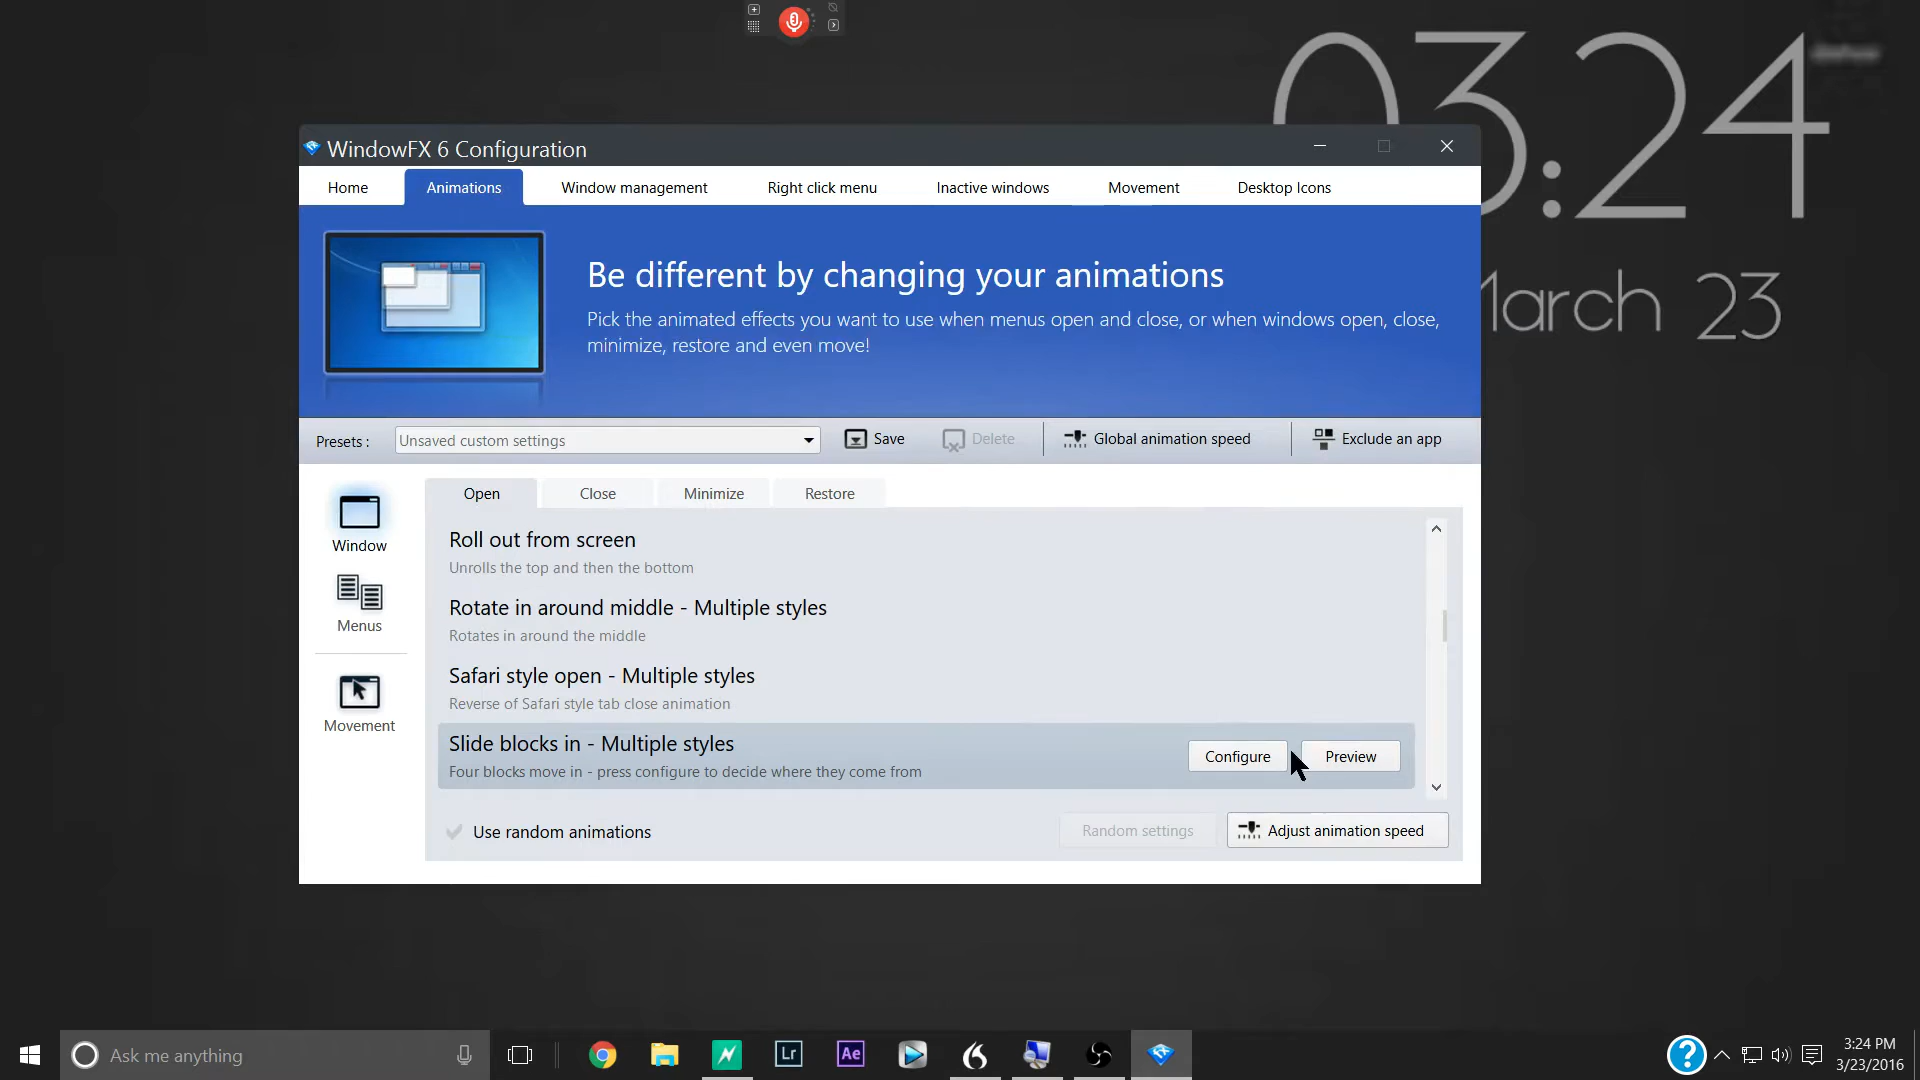 03:24
March 23
WindowFX 6 Configuration
Home
Animations
Window management
Right click menu
Inactive windows
Movement
Desktop Icons
Be different by changing your animations
Pick the animated effects you want to use when menus open and close, or when windows open, close,
minimize, restore and even move!
Presets :
Unsaved custom settings
Save
Delete
Global animation speed
Exclude an app
Window
Menus
Movement
Open
Close
Minimize
Restore
Roll out from screen
Unrolls the top and then the bottom
Rotate in around middle - Multiple styles
Rotates in around the middle
Safari style open - Multiple styles
Reverse of Safari style tab close animation
Slide blocks in - Multiple styles
Four blocks move in - press configure to decide where they come from
Configure
Preview
Use random animations
Random settings
Adjust animation speed
Ask me anything
Lr
Ae
?
3:24 PM
3/23/2016